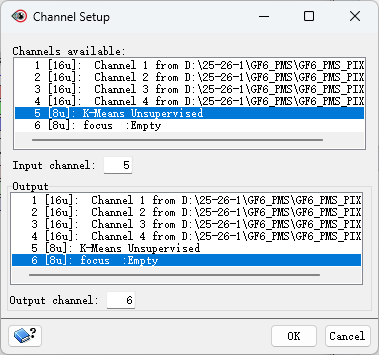 Channel Setup
Channels available:
1 [16u]:  Channel 1 from D:\25-26-1\GF6_PMS\GF6_PMS_PIX
2 [16u]:  Channel 2 from D:\25-26-1\GF6_PMS\GF6_PMS_PIX
3 [16u]:  Channel 3 from D:\25-26-1\GF6_PMS\GF6_PMS_PIX
4 [16u]:  Channel 4 from D:\25-26-1\GF6_PMS\GF6_PMS_PIX
5 [8u]: K-Means Unsupervised
6 [8u]: focus  :Empty
Input channel: 5
Output
1 [16u]:  Channel 1 from D:\25-26-1\GF6_PMS\GF6_PMS_PIX
2 [16u]:  Channel 2 from D:\25-26-1\GF6_PMS\GF6_PMS_PIX
3 [16u]:  Channel 3 from D:\25-26-1\GF6_PMS\GF6_PMS_PIX
4 [16u]:  Channel 4 from D:\25-26-1\GF6_PMS\GF6_PMS_PIX
5 [8u]: K-Means Unsupervised
6 [8u]: focus  :Empty
Output channel: 6
? OK Cancel